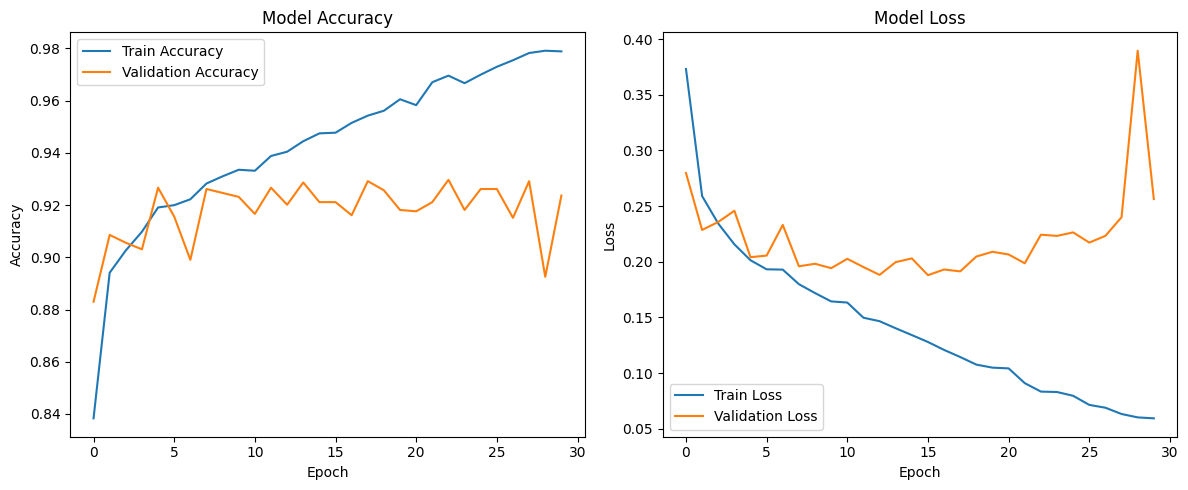 Model Accuracy
Train Accuracy
Validation Accuracy
0.98
0.96
0.94
0.92
0.90
0.88
0.86
0.84
Accuracy
0 5 10 15 20 25 30
Epoch
Model Loss
0.40
0.35
0.30
0.25
0.20
0.15
0.10
0.05
Loss
Train Loss
Validation Loss
0 5 10 15 20 25 30
Epoch